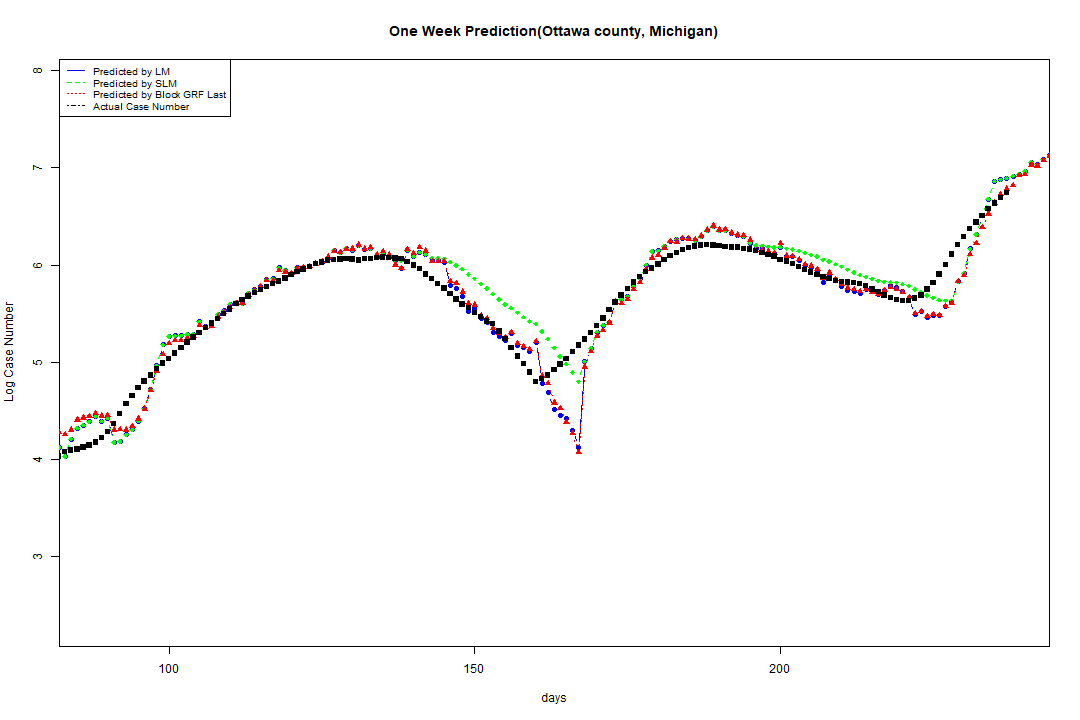 One Week Prediction(Ottawa county, Michigan)
Predicted by LM
Predicted by SLM
Predicted by Block GRF Last
Actual Case Number
Log Case Number
8
7
6
5
4
3
100 150 200
days